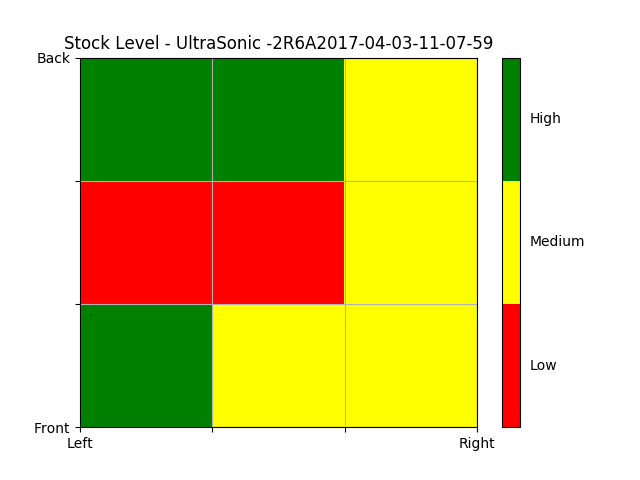 Stock Level - UltraSonic -2R6A2017-04-03-11-07-59
Back
High
Medium
Low
Front
Left
Right